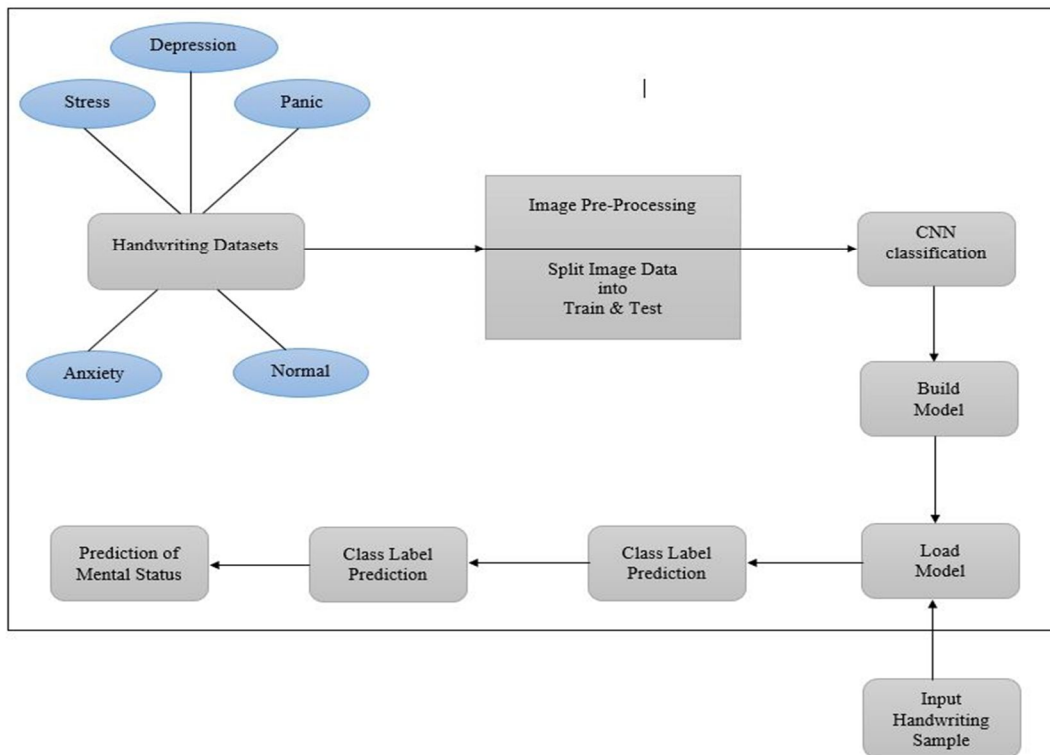 Depression
Stress
Panic
Handwriting Datasets
Anxiety
Normal
Image Pre-Processing
Split Image Data
into
Train & Test
CNN
classification
Build
Model
Load
Model
Class Label
Prediction
Class Label
Prediction
Prediction of
Mental Status
Input
Handwriting
Sample